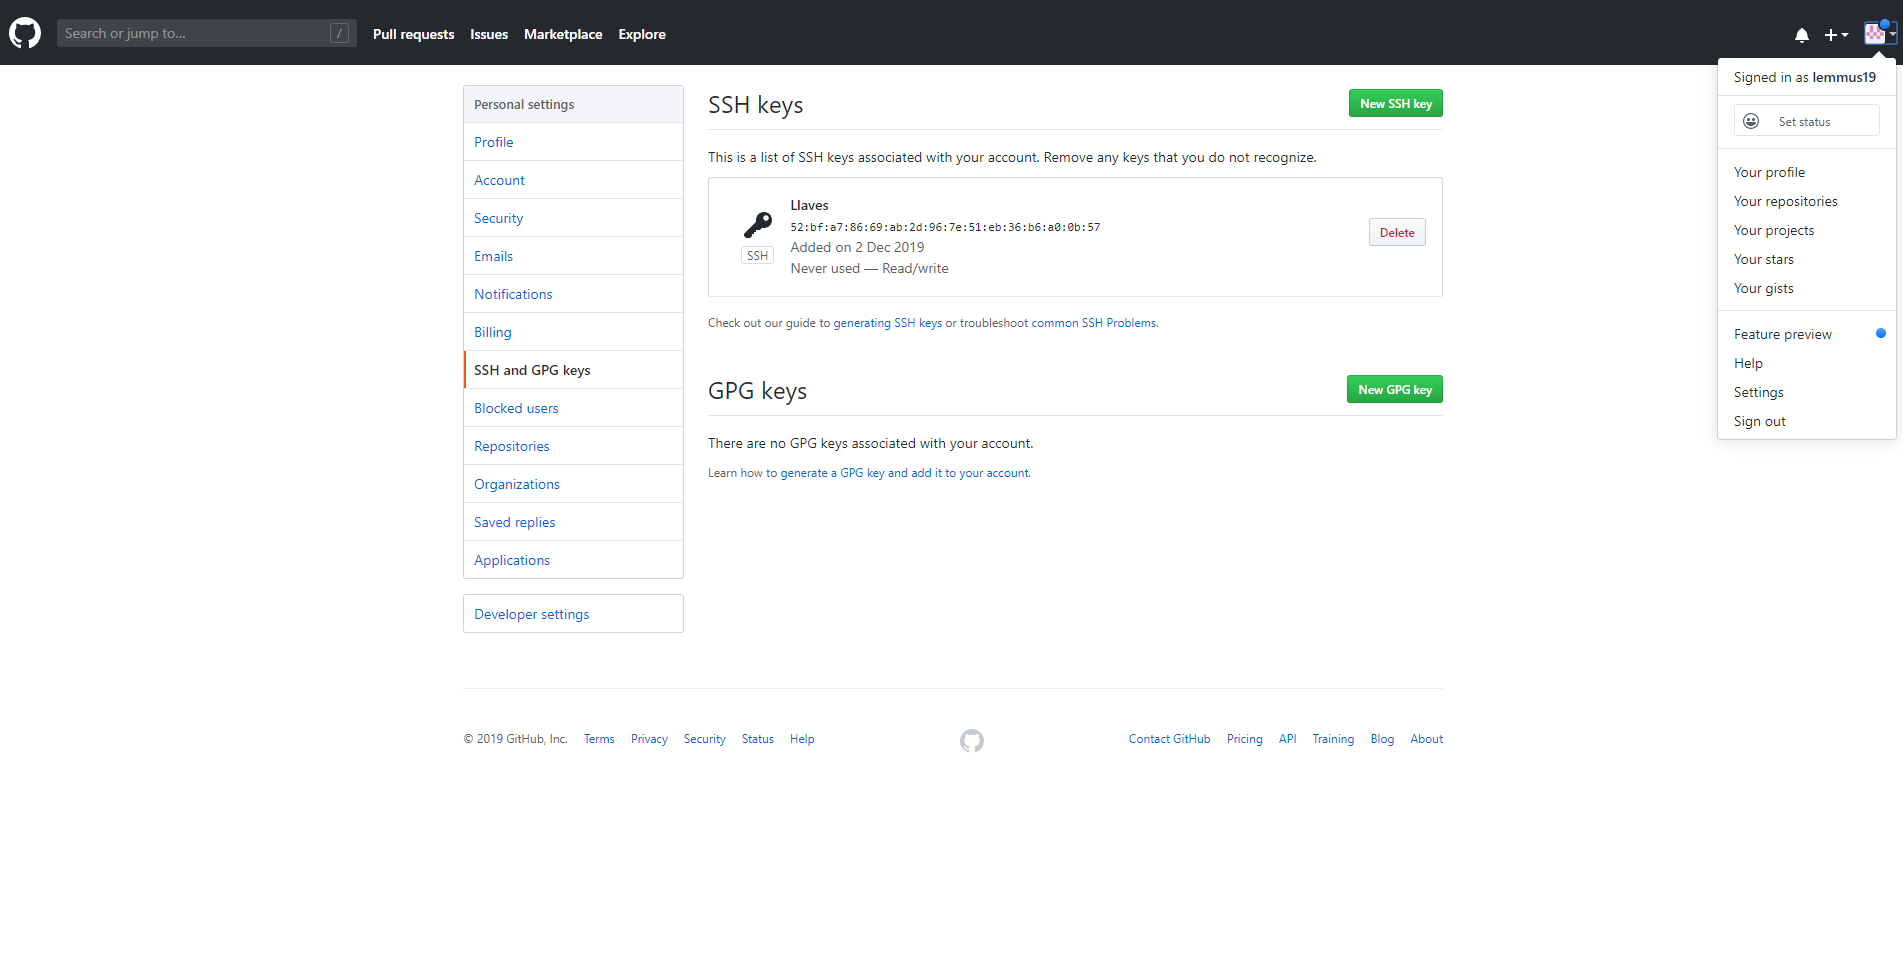 Search or jump to... /
Pull requests Issues Marketplace Explore
Signed in as lemmus19
Set status
Your profile
Your repositories
Your projects
Your stars
Your gists
Feature preview
Help
Settings
Sign out
Personal settings
Profile
Account
Security
Emails
Notifications
Billing
SSH and GPG keys
Blocked users
Repositories
Organizations
Saved replies
Applications
Developer settings
SSH keys
New SSH key
This is a list of SSH keys associated with your account. Remove any keys that you do not recognize.
SSH
Llaves
52:bf:a7:86:69:ab:2d:96:7e:51:eb:36:b6:a0:0b:57
Added on 2 Dec 2019
Never used — Read/write
Delete
Check out our guide to generating SSH keys or troubleshoot common SSH Problems.
GPG keys
New GPG key
There are no GPG keys associated with your account.
Learn how to generate a GPG key and add it to your account.
© 2019 GitHub, Inc. Terms Privacy Security Status Help
Contact GitHub Pricing API Training Blog About